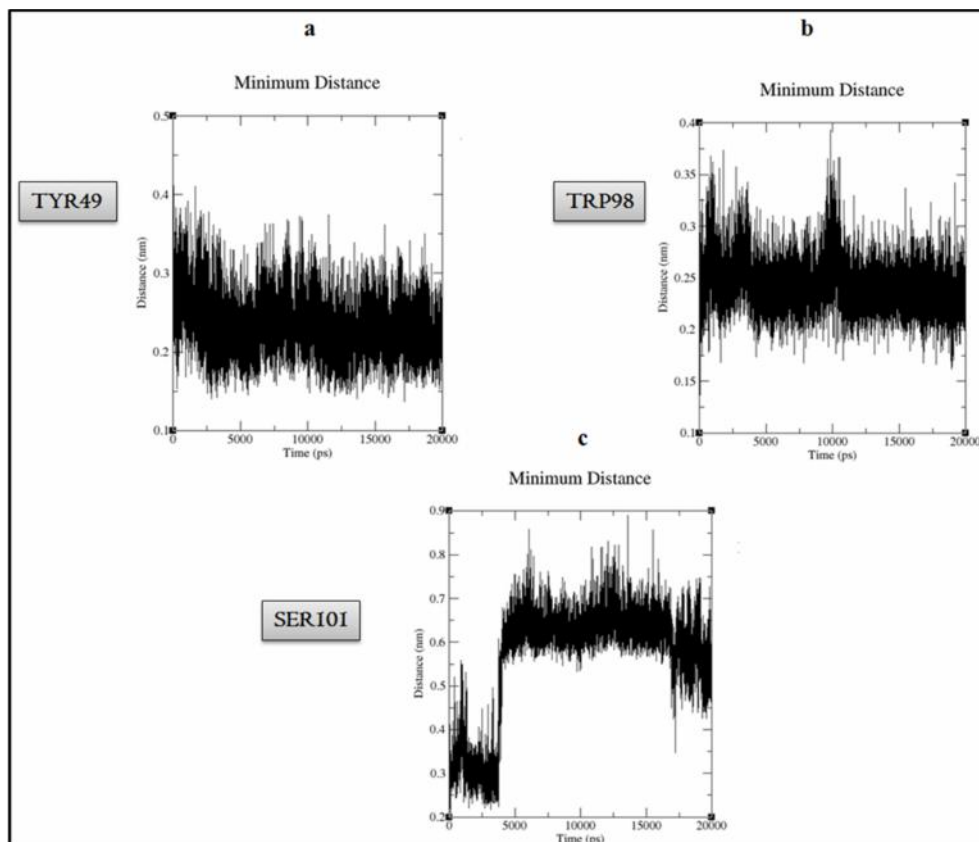 a
Minimum Distance
TYR49
Distance (nm)
0.5
0.4
0.3
0.2
0.1
0 5000 10000 15000 20000
Time (ps)
b
Minimum Distance
TRP98
Distance (nm)
0.4
0.35
0.3
0.25
0.2
0.15
0.1
0 5000 10000 15000 20000
Time (ps)
c
Minimum Distance
SER101
Distance (nm)
0.9
0.8
0.7
0.6
0.5
0.4
0.3
0.2
0 5000 10000 15000 20000
Time (ps)